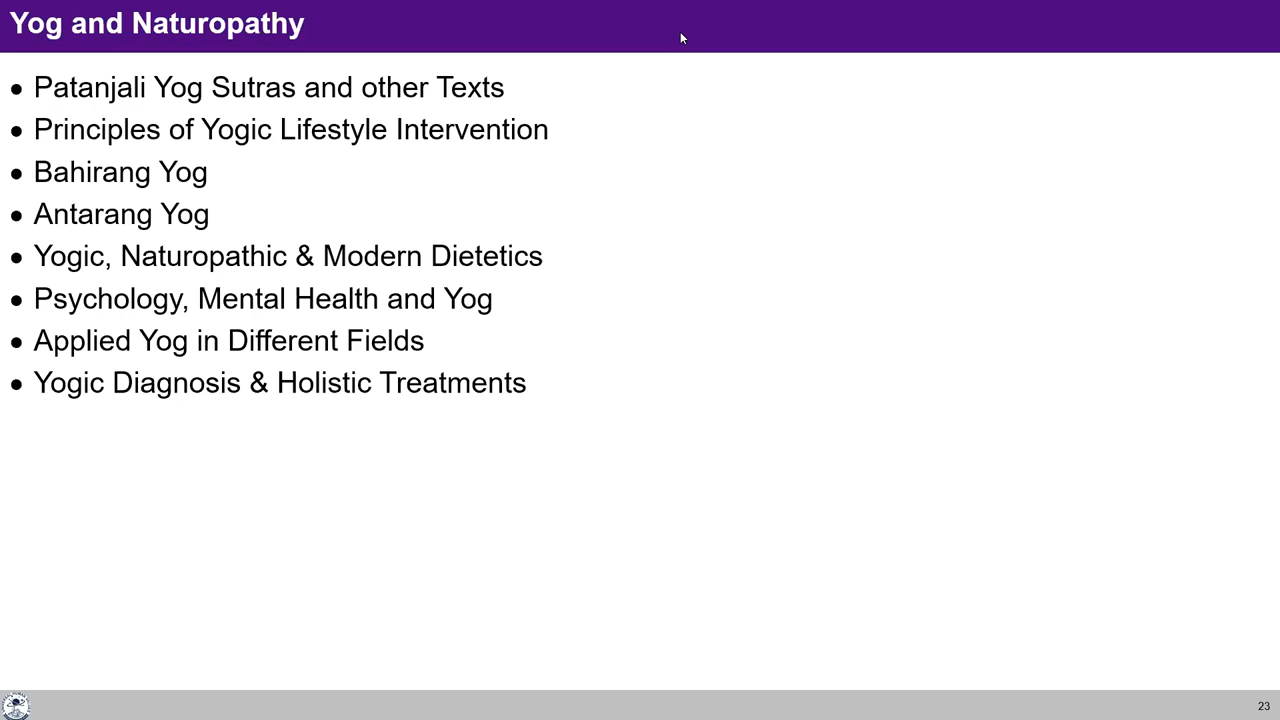 Yog and Naturopathy
• Patanjali Yog Sutras and other Texts
• Principles of Yogic Lifestyle Intervention
• Bahirang Yog
• Antarang Yog
• Yogic, Naturopathic & Modern Dietetics
• Psychology, Mental Health and Yog
• Applied Yog in Different Fields
• Yogic Diagnosis & Holistic Treatments
23